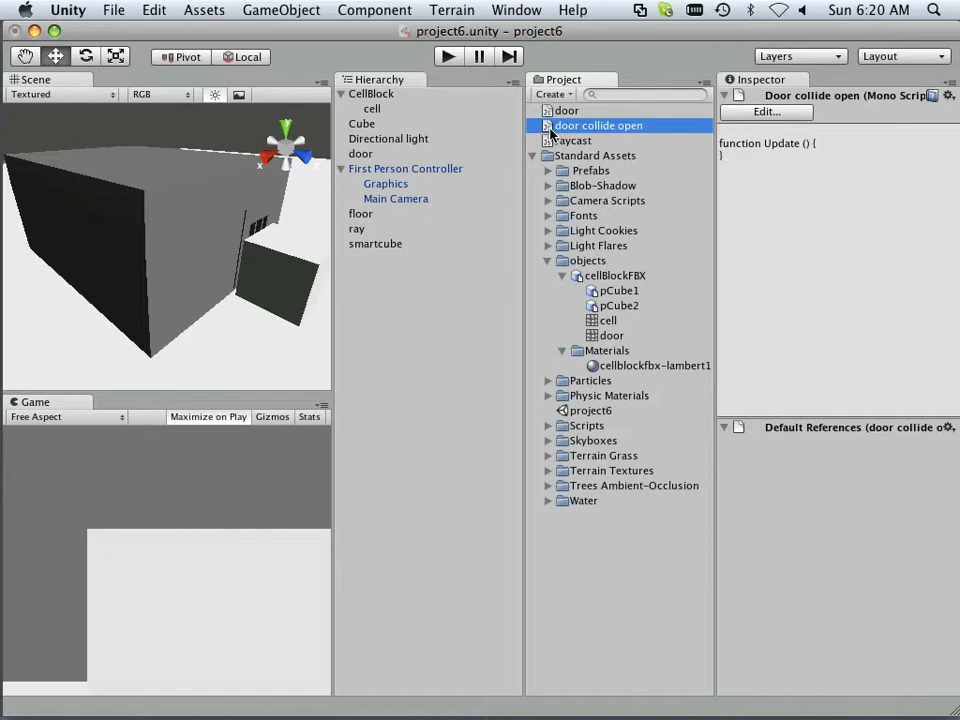 Unity File Edit Assets GameObject Component Terrain Window Help Sun 6:20 AM
project6.unity – project6
Pivot Local Layers Layout
Scene
Textured RGB
y
x z
Game
Free Aspect Maximize on Play Gizmos Stats
Hierarchy
CellBlock
cell
Cube
Directional light
door
First Person Controller
Graphics
Main Camera
floor
ray
smartcube
Project
Create
door
door collide open
raycast
Standard Assets
Prefabs
Blob-Shadow
Camera Scripts
Fonts
Light Cookies
Light Flares
objects
cellBlockFBX
pCube1
pCube2
cell
door
Materials
cellblockfbx-lambert1
Particles
Physic Materials
project6
Scripts
Skyboxes
Terrain Grass
Terrain Textures
Trees Ambient-Occlusion
Water
Inspector
Door collide open (Mono Scrip
Edit...
function Update () {
}
Default References (door collide o